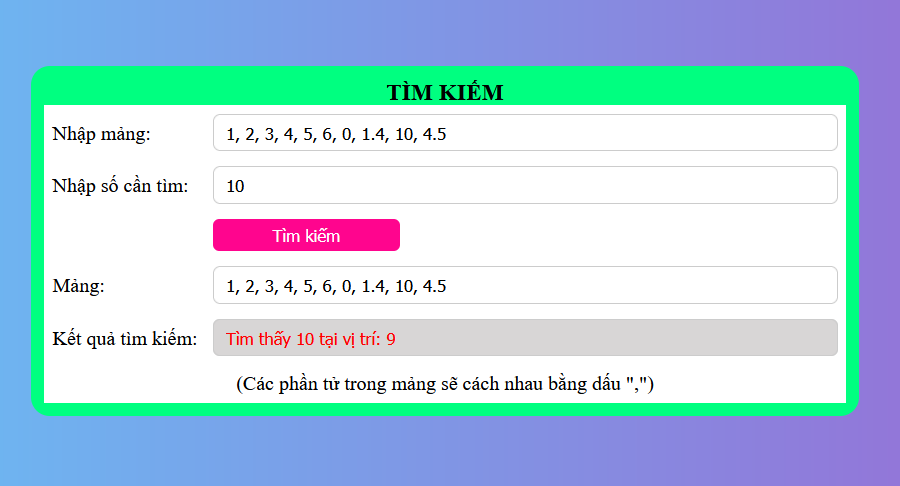 TÌM KIẾM
Nhập mảng: 1, 2, 3, 4, 5, 6, 0, 1.4, 10, 4.5
Nhập số cần tìm: 10
Tìm kiếm
Mảng: 1, 2, 3, 4, 5, 6, 0, 1.4, 10, 4.5
Kết quả tìm kiếm: Tìm thấy 10 tại vị trí: 9
(Các phần tử trong mảng sẽ cách nhau bằng dấu ",")